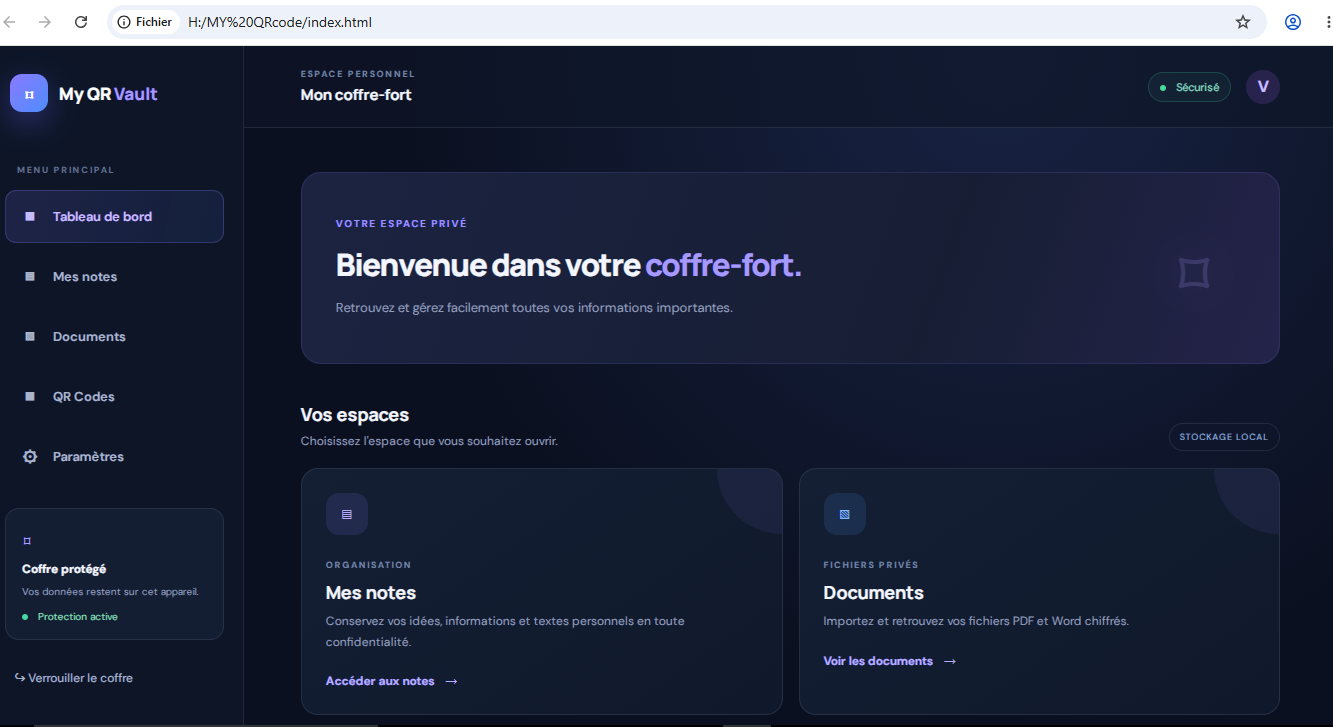 Fichier
H:/MY%20QRcode/index.html
My QR Vault
MENU PRINCIPAL
Tableau de bord
Mes notes
Documents
QR Codes
Paramètres
Coffre protégé
Vos données restent sur cet appareil.
Protection active
↪ Verrouiller le coffre
ESPACE PERSONNEL
Mon coffre-fort
Sécurisé
V
VOTRE ESPACE PRIVÉ
Bienvenue dans votre coffre-fort.
Retrouvez et gérez facilement toutes vos informations importantes.
Vos espaces
Choisissez l'espace que vous souhaitez ouvrir.
STOCKAGE LOCAL
ORGANISATION
Mes notes
Conservez vos idées, informations et textes personnels en toute
confidentialité.
Accéder aux notes →
FICHIERS PRIVÉS
Documents
Importez et retrouvez vos fichiers PDF et Word chiffrés.
Voir les documents →